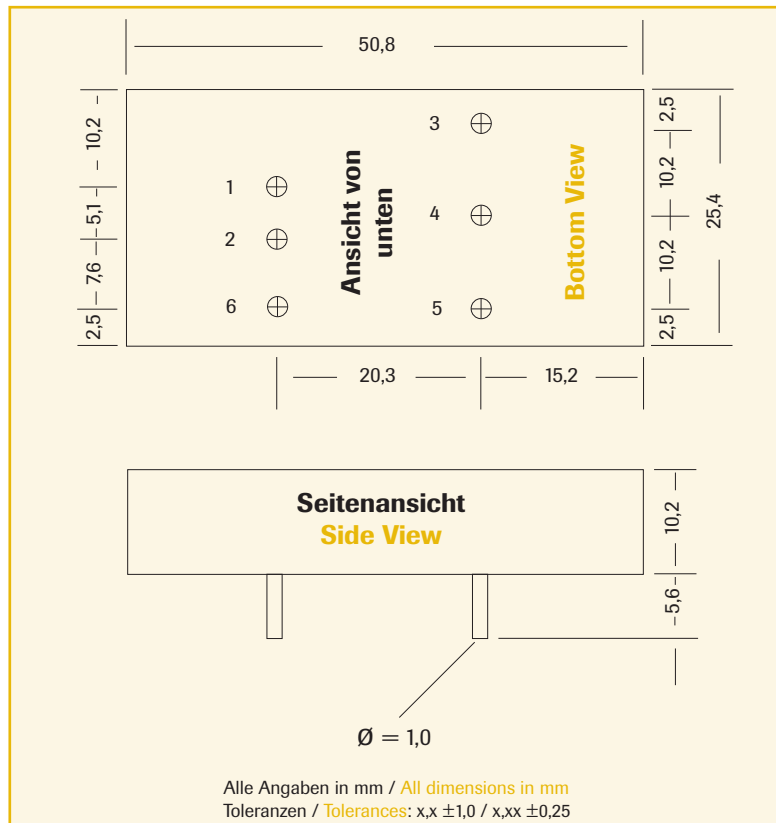 50,8
10,2
5,1
7,6
2,5
1
2
6
Ansicht von
unten
3
4
5
Bottom View
2,5
10,2
10,2
2,5
25,4
20,3
15,2
Seitenansicht
Side View
10,2
5,6
Ø = 1,0
Alle Angaben in mm / All dimensions in mm
Toleranzen / Tolerances: x,x ±1,0 / x,xx ±0,25